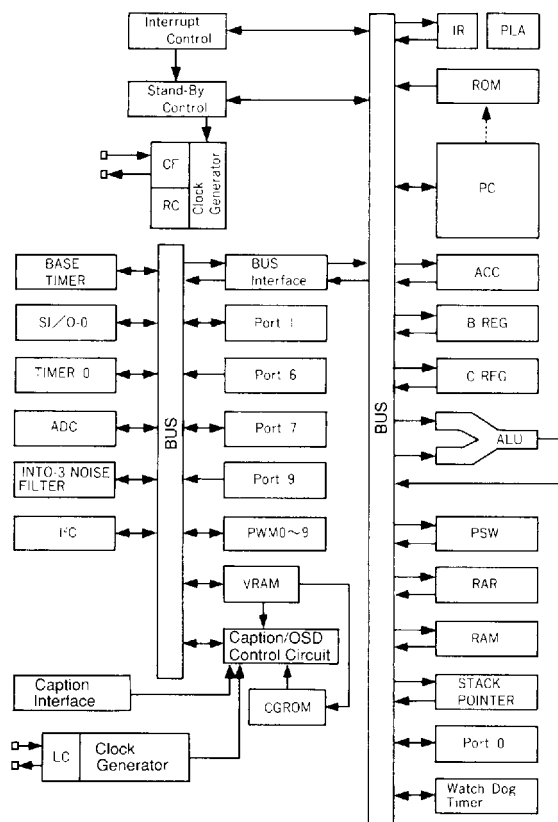 Interrupt
Control
IR
PLA
Stand-By
Control
ROM
CF
RC
Clock
Generator
PC
BASE
TIMER
BUS
Interface
ACC
SI/O-0
Port 1
B REG
TIMER 0
Port 6
C REG
ADC
BUS
Port 7
BUS
ALU
INTO-3 NOISE
FILTER
Port 9
I²C
PWM0～9
PSW
VRAM
RAR
Caption/OSD
Control Circuit
RAM
Caption
Interface
CGROM
STACK
POINTER
LC
Clock
Generator
Port 0
Watch Dog
Timer